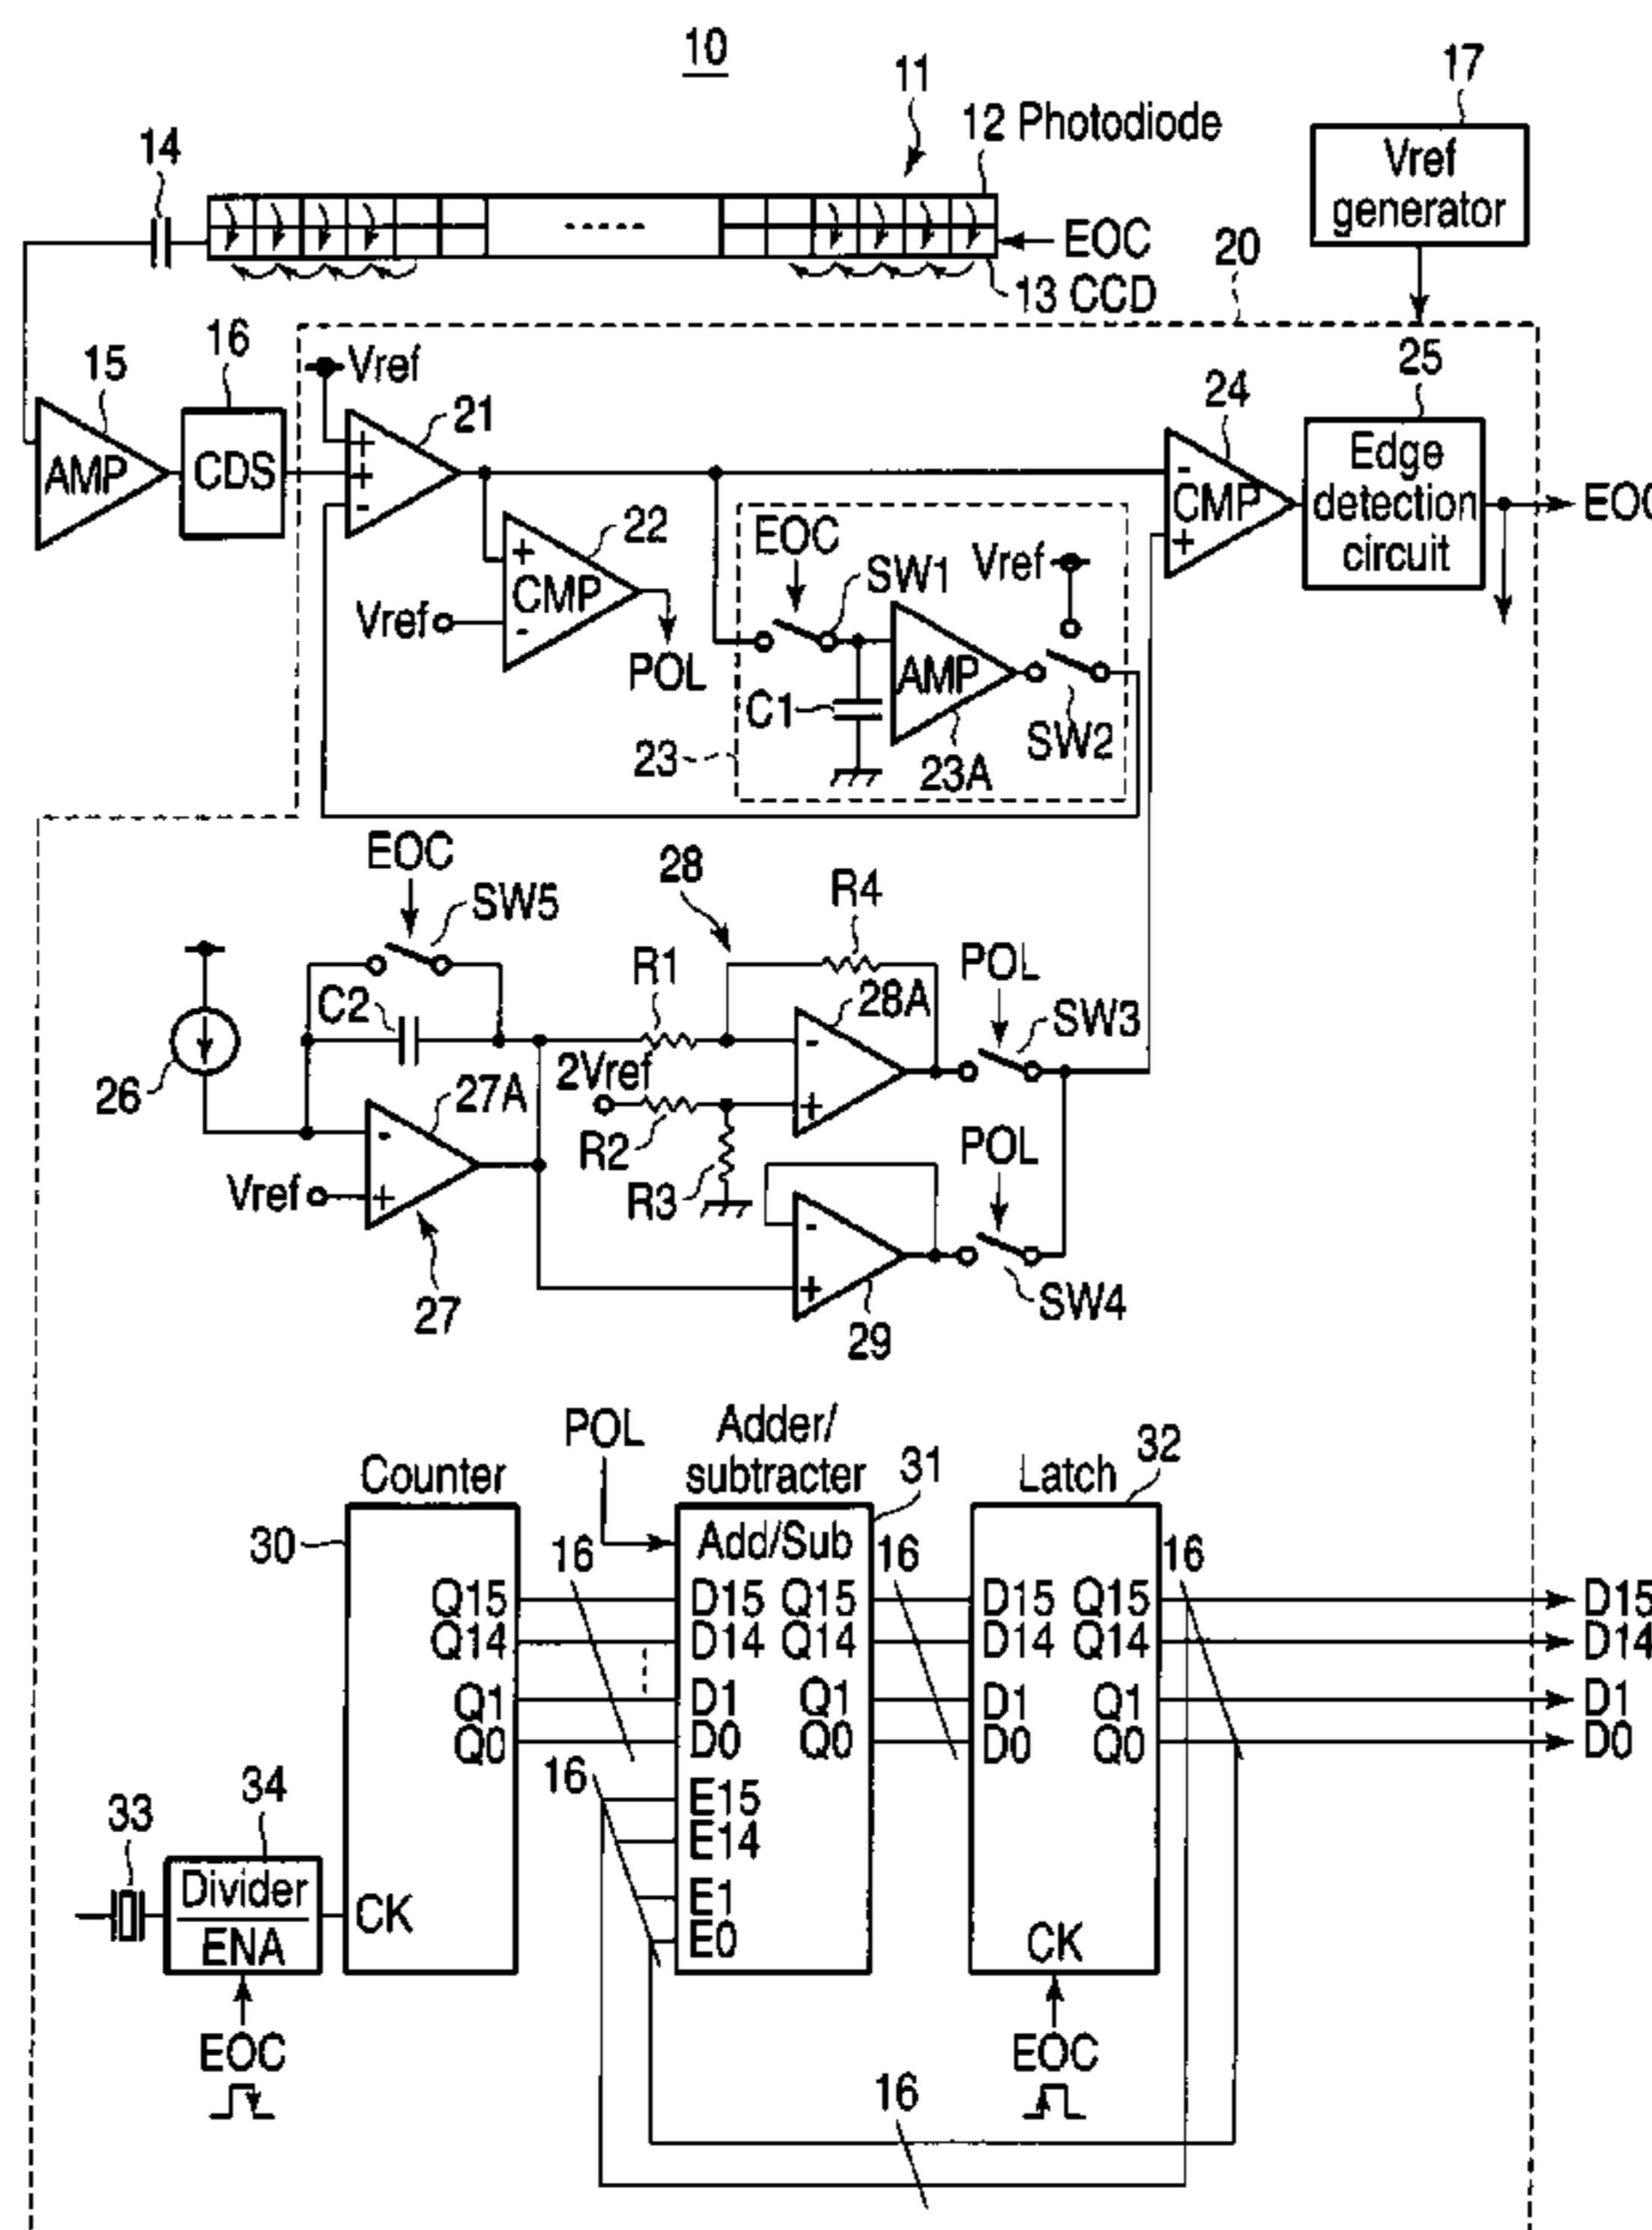 10
11
17
14
12 Photodiode
Vref
generator
EOC
20
13 CCD
16
15
Vref
25
21
24
AMP
CDS
+
+
-
-
CMP
+
Edge
detection
circuit
EOC
22
EOC
SW1
Vref
+
CMP
-
Vref
POL
C1
AMP
SW2
23
23A
EOC
SW5
28
R4
R1
POL
C2
28A
SW3
26
2Vref
27A
-
+
-
R2
POL
Vref
+
R3
-
+
SW4
27
29
POL
Adder/
subtracter
31
Counter
Latch
32
30
16
Add/Sub
16
16
Q15
D15 Q15
D15 Q15
D15
Q14
D14 Q14
D14 Q14
D14
Q1
D1 Q1
D1 Q1
D1
Q0
D0 Q0
D0 Q0
D0
16
E15
E14
33
34
Divider
ENA
CK
E1
E0
CK
EOC
EOC
16